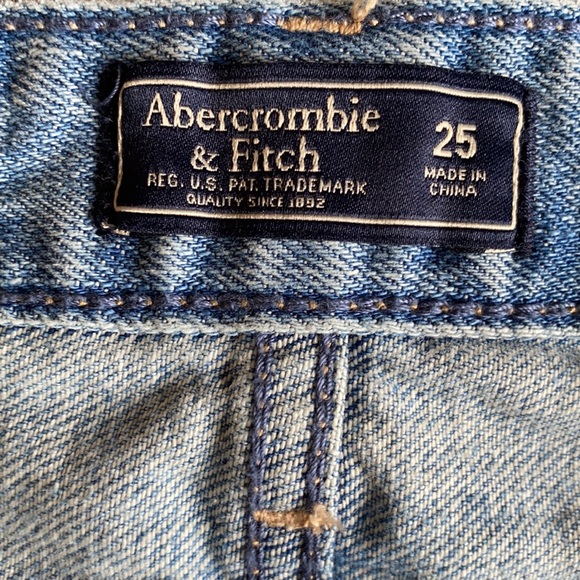 Abercrombie
& Fitch
REG. U.S. PAT. TRADEMARK
QUALITY SINCE 1892
25
MADE IN
CHINA